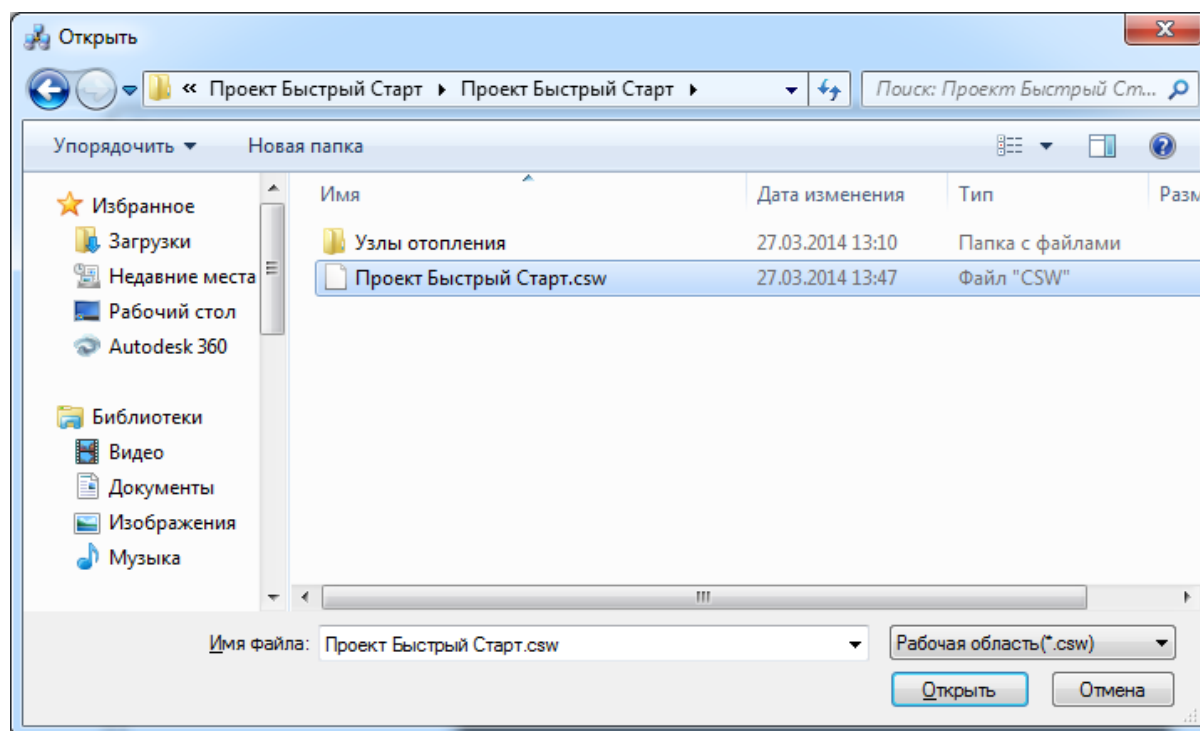 Открыть
« Проект Быстрый Старт Проект Быстрый Старт
Поиск: Проект Быстрый Ст...
Упорядочить Новая папка
Имя Дата изменения Тип Разм
Избранное
Загрузки
Недавние места
Рабочий стол
Autodesk 360
Библиотеки
Видео
Документы
Изображения
Музыка
Узлы отопления 27.03.2014 13:10 Папка с файлами
Проект Быстрый Старт.csw 27.03.2014 13:47 Файл "CSW"
Имя файла: Проект Быстрый Старт.csw Рабочая область(*.csw)
Открыть Отмена